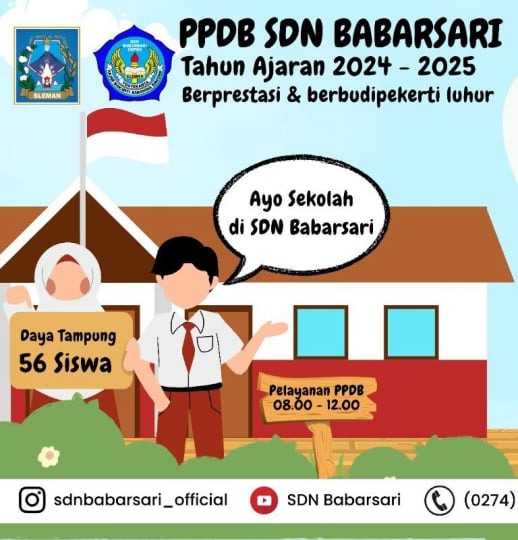 PPDB SDN BABARSARI
Tahun Ajaran 2024 - 2025
Berprestasi & berbudipekerti luhur
SLEMAN
SLEMAN
Ayo Sekolah
di SDN Babarsari
Daya Tampung
56 Siswa
Pelayanan PPDB
08.00 - 12.00
sdnbabarsari_official
SDN Babarsari
(0274)